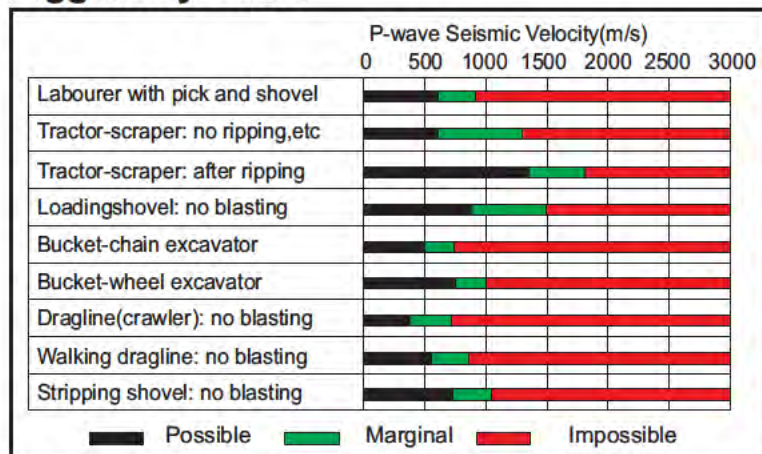 P-wave Seismic Velocity(m/s)
0 500 1000 1500 2000 2500 3000
Labourer with pick and shovel
Tractor-scraper: no ripping,etc
Tractor-scraper: after ripping
Loadingshovel: no blasting
Bucket-chain excavator
Bucket-wheel excavator
Dragline(crawler): no blasting
Walking dragline: no blasting
Stripping shovel: no blasting
Possible Marginal Impossible